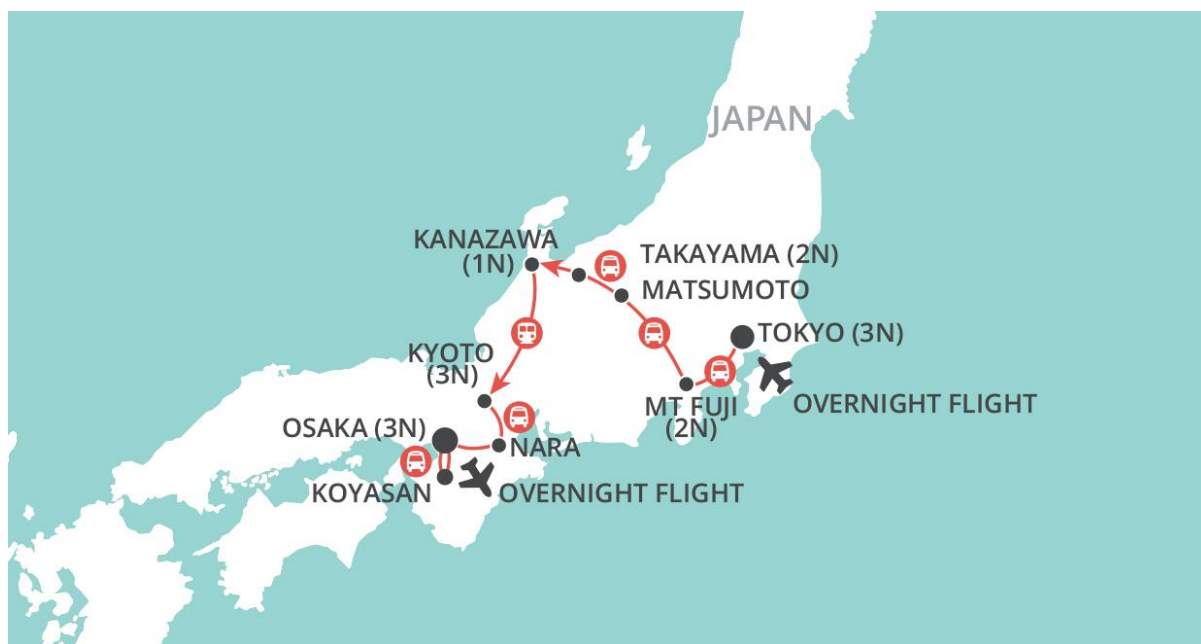 JAPAN
KANAZAWA
(1N)
TAKAYAMA (2N)
MATSUMOTO
TOKYO (3N)
KYOTO
(3N)
MT FUJI
(2N)
OVERNIGHT FLIGHT
OSAKA (3N)
NARA
KOYASAN
OVERNIGHT FLIGHT